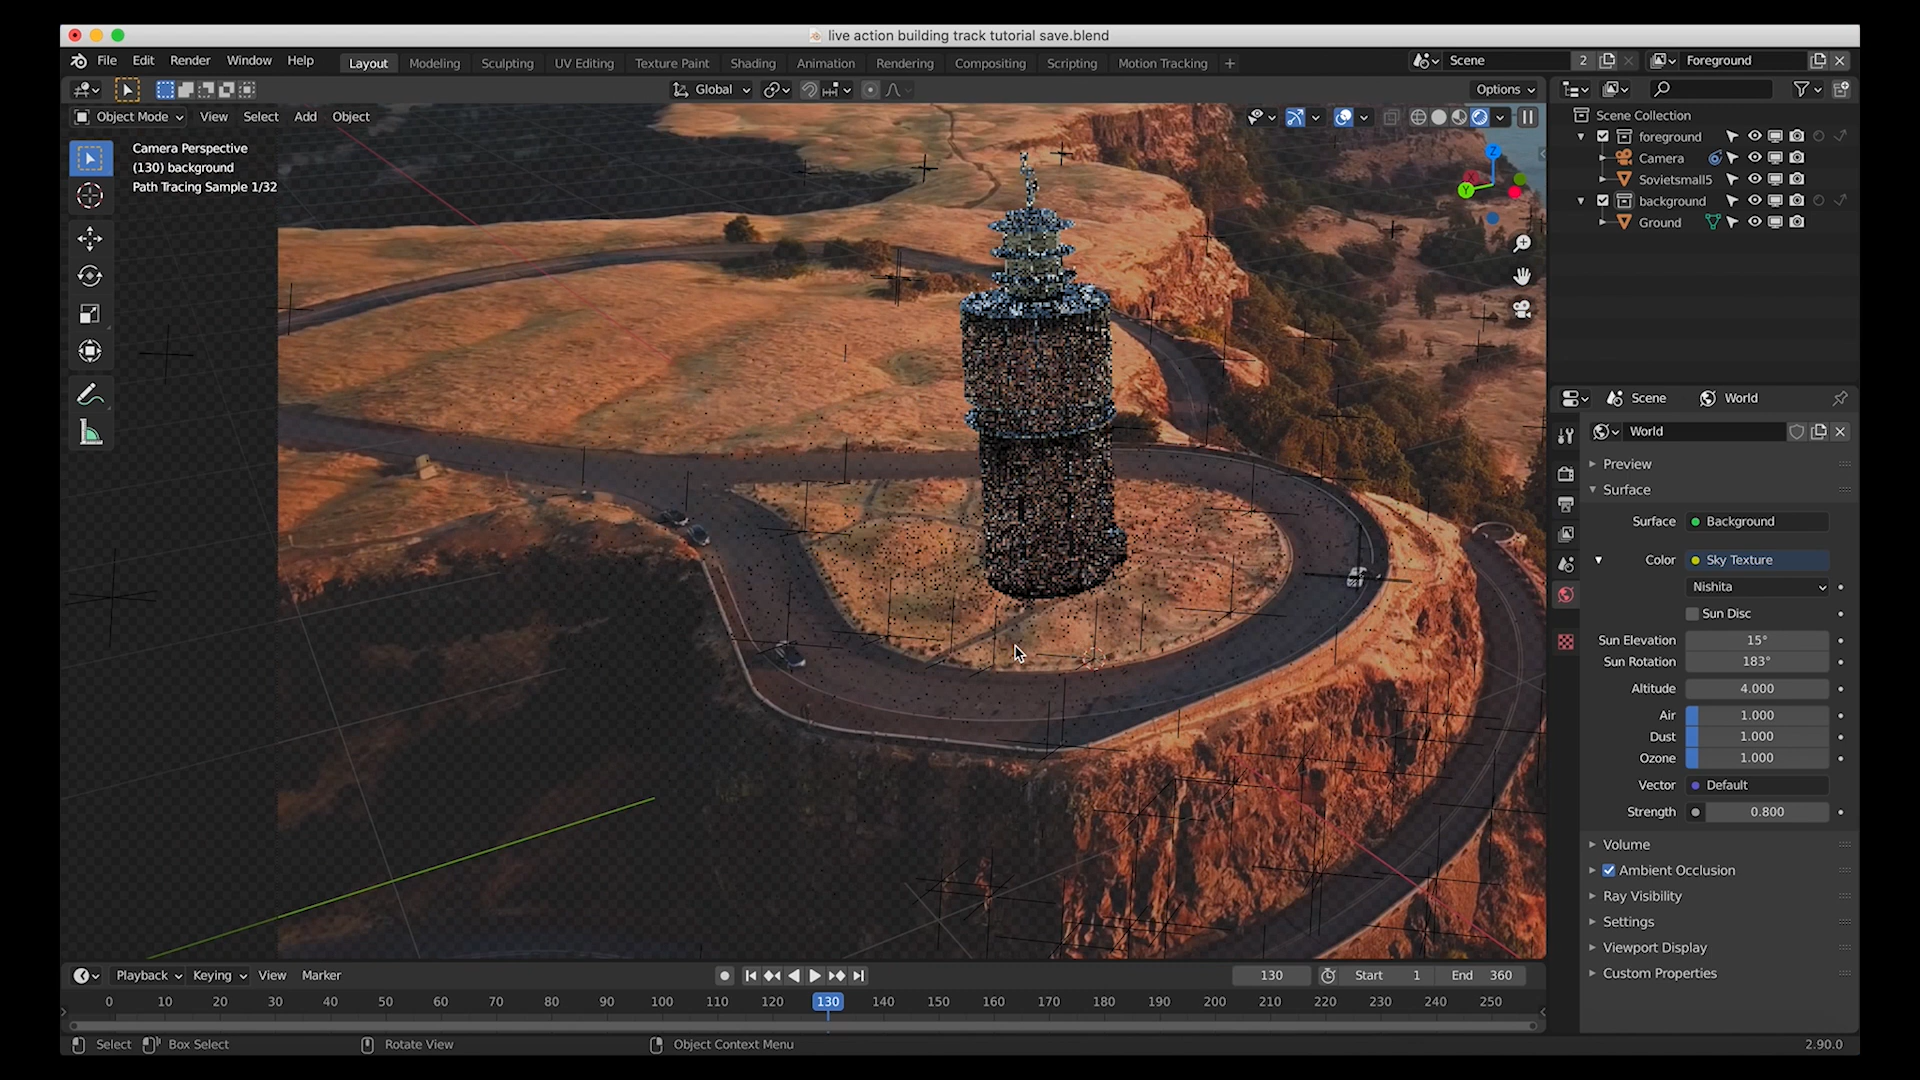 live action building track tutorial save.blend
File Edit Render Window Help Layout Modeling Sculpting UV Editing Texture Paint Shading Animation Rendering Compositing Scripting Motion Tracking + Scene 2 Foreground
Global Options
Object Mode View Select Add Object
Camera Perspective
(130) background
Path Tracing Sample 1/32
Z
X
Y
Scene Collection
foreground
Camera
Sovietsmall5
background
Ground
Scene World
World
Preview
Surface
Surface Background
Color Sky Texture
Nishita
Sun Disc
Sun Elevation 15°
Sun Rotation 183°
Altitude 4.000
Air 1.000
Dust 1.000
Ozone 1.000
Vector Default
Strength 0.800
Volume
Ambient Occlusion
Ray Visibility
Settings
Viewport Display
Custom Properties
Playback Keying View Marker 130 Start 1 End 360
0 10 20 30 40 50 60 70 80 90 100 110 120 130 140 150 160 170 180 190 200 210 220 230 240 250
Select Box Select Rotate View Object Context Menu 2.90.0